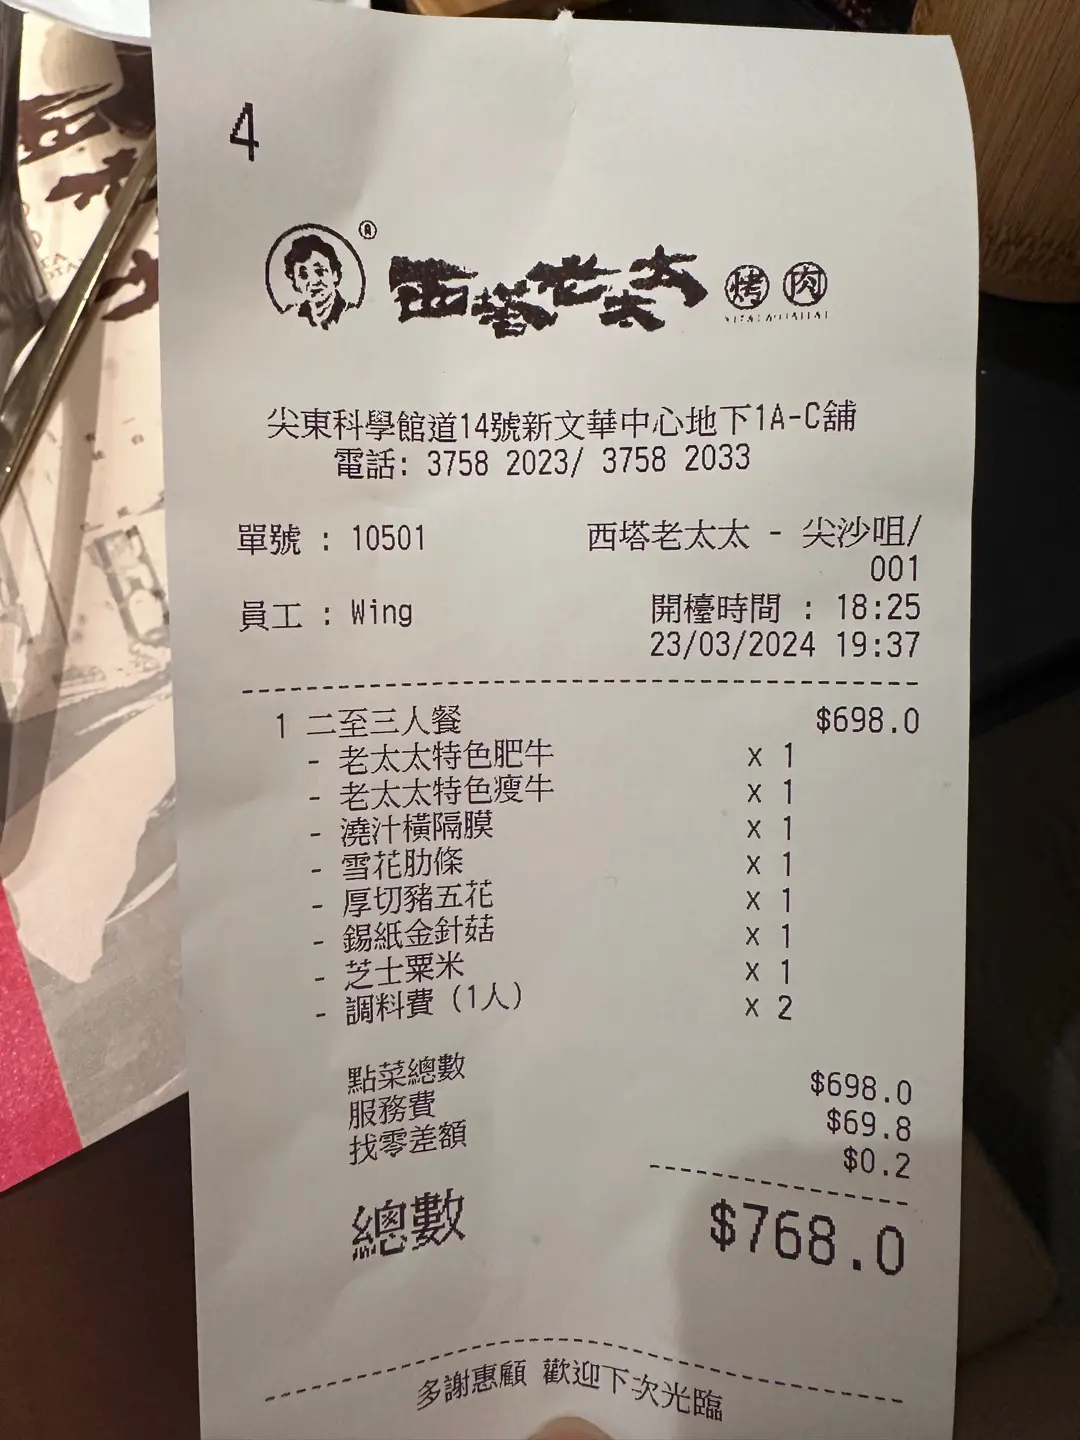 4
®
西塔老太太 烤肉
尖東科學館道14號新文華中心地下1A-C舖
電話: 3758 2023/ 3758 2033
單號 : 10501 西塔老太太 - 尖沙咀/
001
員工 : Wing 開檯時間 : 18:25
23/03/2024 19:37
1 二至三人餐 $698.0
- 老太太特色肥牛 x 1
- 老太太特色瘦牛 x 1
- 澆汁橫隔膜 x 1
- 雪花肋條 x 1
- 厚切豬五花 x 1
- 錫紙金針菇 x 1
- 芝士粟米 x 1
- 調料費 (1人) x 2
點菜總數 $698.0
服務費 $69.8
找零差額 $0.2
總數 $768.0
多謝惠顧 歡迎下次光臨